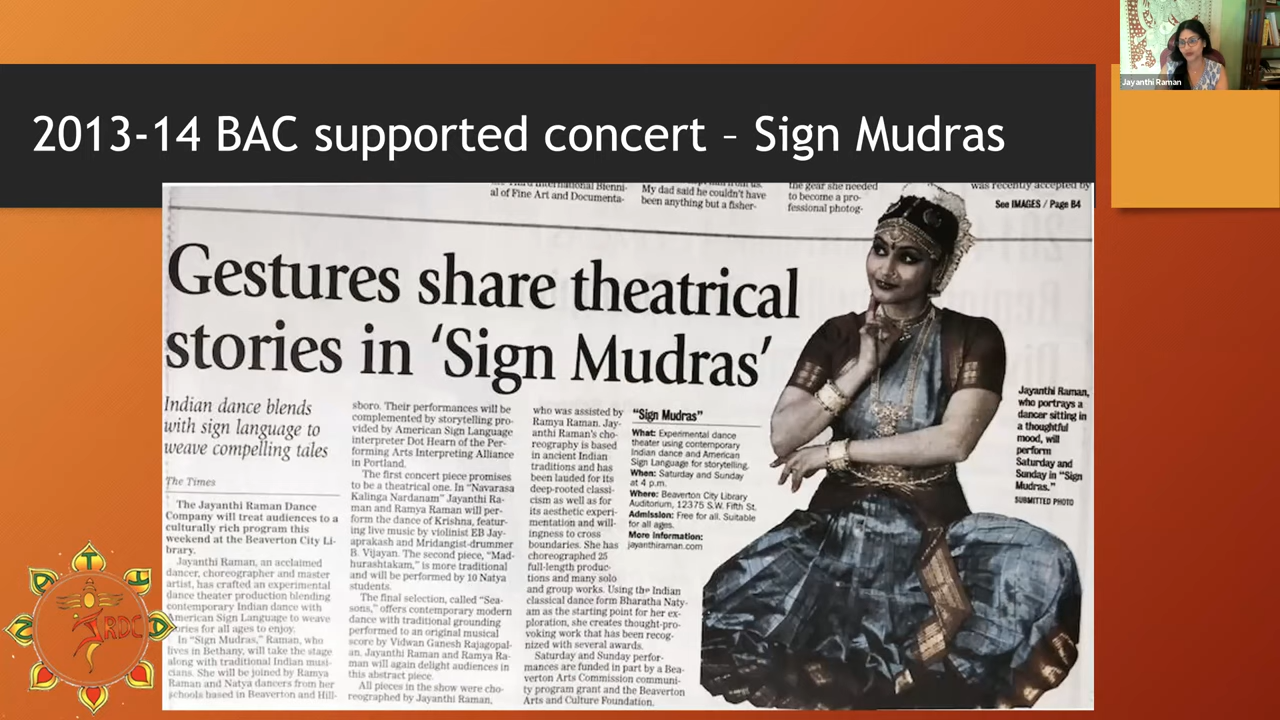 Jayanthi Raman
2013-14 BAC supported concert – Sign Mudras
International Bienni-
al of Fine Art and Documenta-
My dad said he couldn't have
been anything but a fisher-
the gear she needed
to become a pro-
fessional photog-
was recently accepted by
See IMAGES / Page B4
Gestures share theatrical
stories in 'Sign Mudras'
Indian dance blends
with sign language to
weave compelling tales
The Times
The Jayanthi Raman Dance
Company will treat audiences to a
culturally rich program this
weekend at the Beaverton City Li-
brary.
Jayanthi Raman, an acclaimed
dancer, choreographer and master
artist, has crafted an experimental
dance theater production blending
contemporary Indian dance with
American Sign Language to weave
stories for all ages to enjoy.
In "Sign Mudras," Raman, who
lives in Bethany, will take the stage
along with traditional Indian musi-
cians. She will be joined by Ramya
Raman and Natya dancers from her
schools based in Beaverton and Hill-
sboro. Their performances will be
complemented by storytelling pro-
vided by American Sign Language
interpreter Dot Hearn of the Per-
forming Arts Interpreting Alliance
in Portland.
The first concert piece promises
to be a theatrical one. In "Navarasa
Kalinga Nardanam" Jayanthi Ra-
man and Ramya Raman will per-
form the dance of Krishna, featur-
ing live music by violinist EB Jay-
aprakash and Mridangist-drummer
B. Vijayan. The second piece, "Mad-
hurashtakam," is more traditional
and will be performed by 10 Natya
students.
The final selection, called "Sea-
sons," offers contemporary modern
dance with traditional grounding
performed to an original musical
score by Vidwan Ganesh Rajagopal-
an. Jayanthi Raman and Ramya Ra-
man will again delight audiences in
this abstract piece.
All pieces in the show were cho-
reographed by Jayanthi Raman,
who was assisted by
Ramya Raman. Jay-
anthi Raman's cho-
reography is based
in ancient Indian
traditions and has
been lauded for its
deep-rooted classi-
cism as well as for
its aesthetic experi-
mentation and will-
ingness to cross
boundaries. She has
choreographed 25
full-length produc-
tions and many solo
and group works. Using the Indian
classical dance form Bharatha Naty-
am as the starting point for her ex-
ploration, she creates thought-pro-
voking work that has been recog-
nized with several awards.
Saturday and Sunday perfor-
mances are funded in part by a Bea-
verton Arts Commission communi-
ty program grant and the Beaverton
Arts and Culture Foundation.
"Sign Mudras"
What: Experimental dance
theater using contemporary
Indian dance and American
Sign Language for storytelling.
When: Saturday and Sunday
at 4 p.m.
Where: Beaverton City Library
Auditorium, 12375 S.W. Fifth St.
Admission: Free for all. Suitable
for all ages.
More Information:
jayanthiraman.com
Jayanthi Raman,
who portrays a
dancer sitting in
a thoughtful
mood, will
perform
Saturday and
Sunday in "Sign
Mudras."
SUBMITTED PHOTO
JRDC